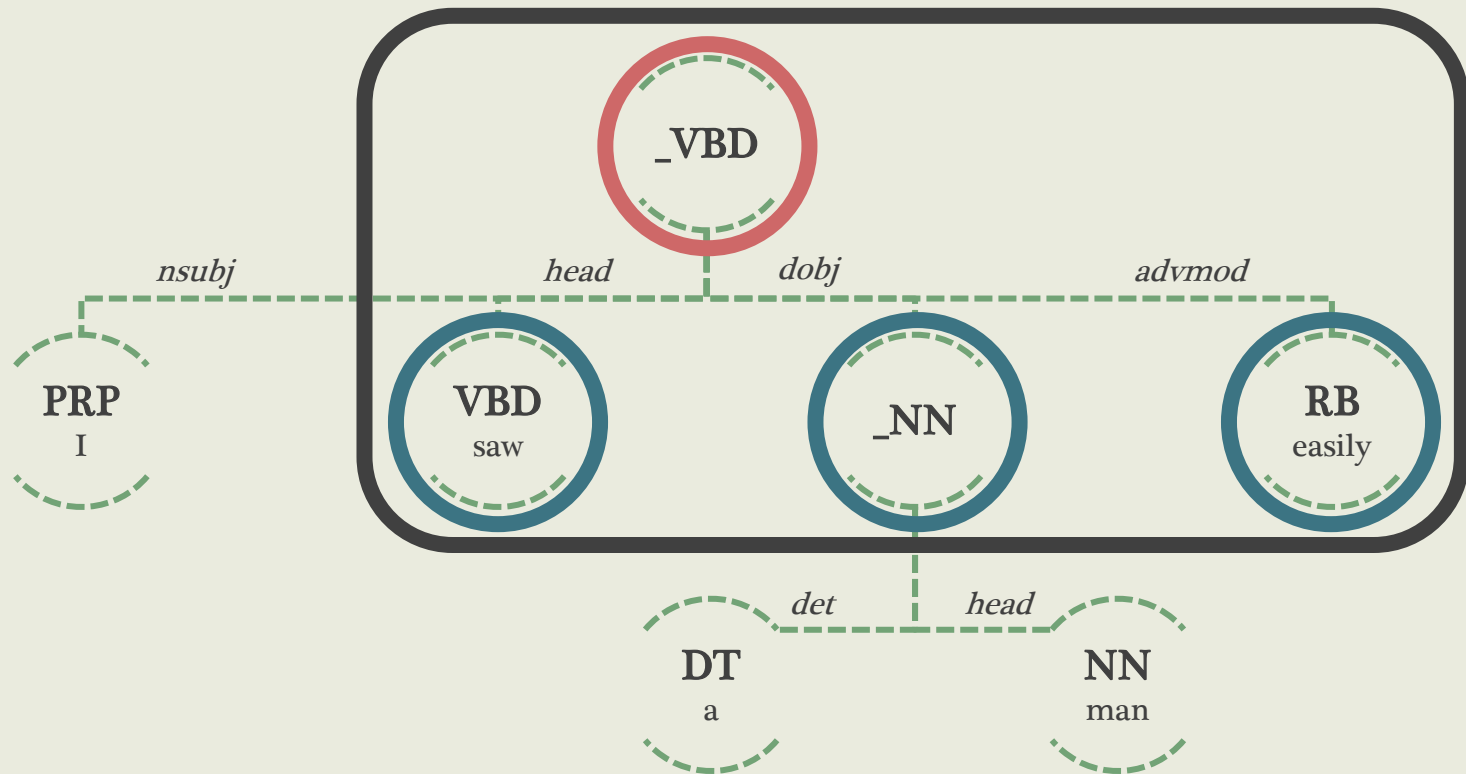 _VBD
nsubj head dobj advmod
PRP VBD _NN RB
I saw easily
det head
DT NN
a man